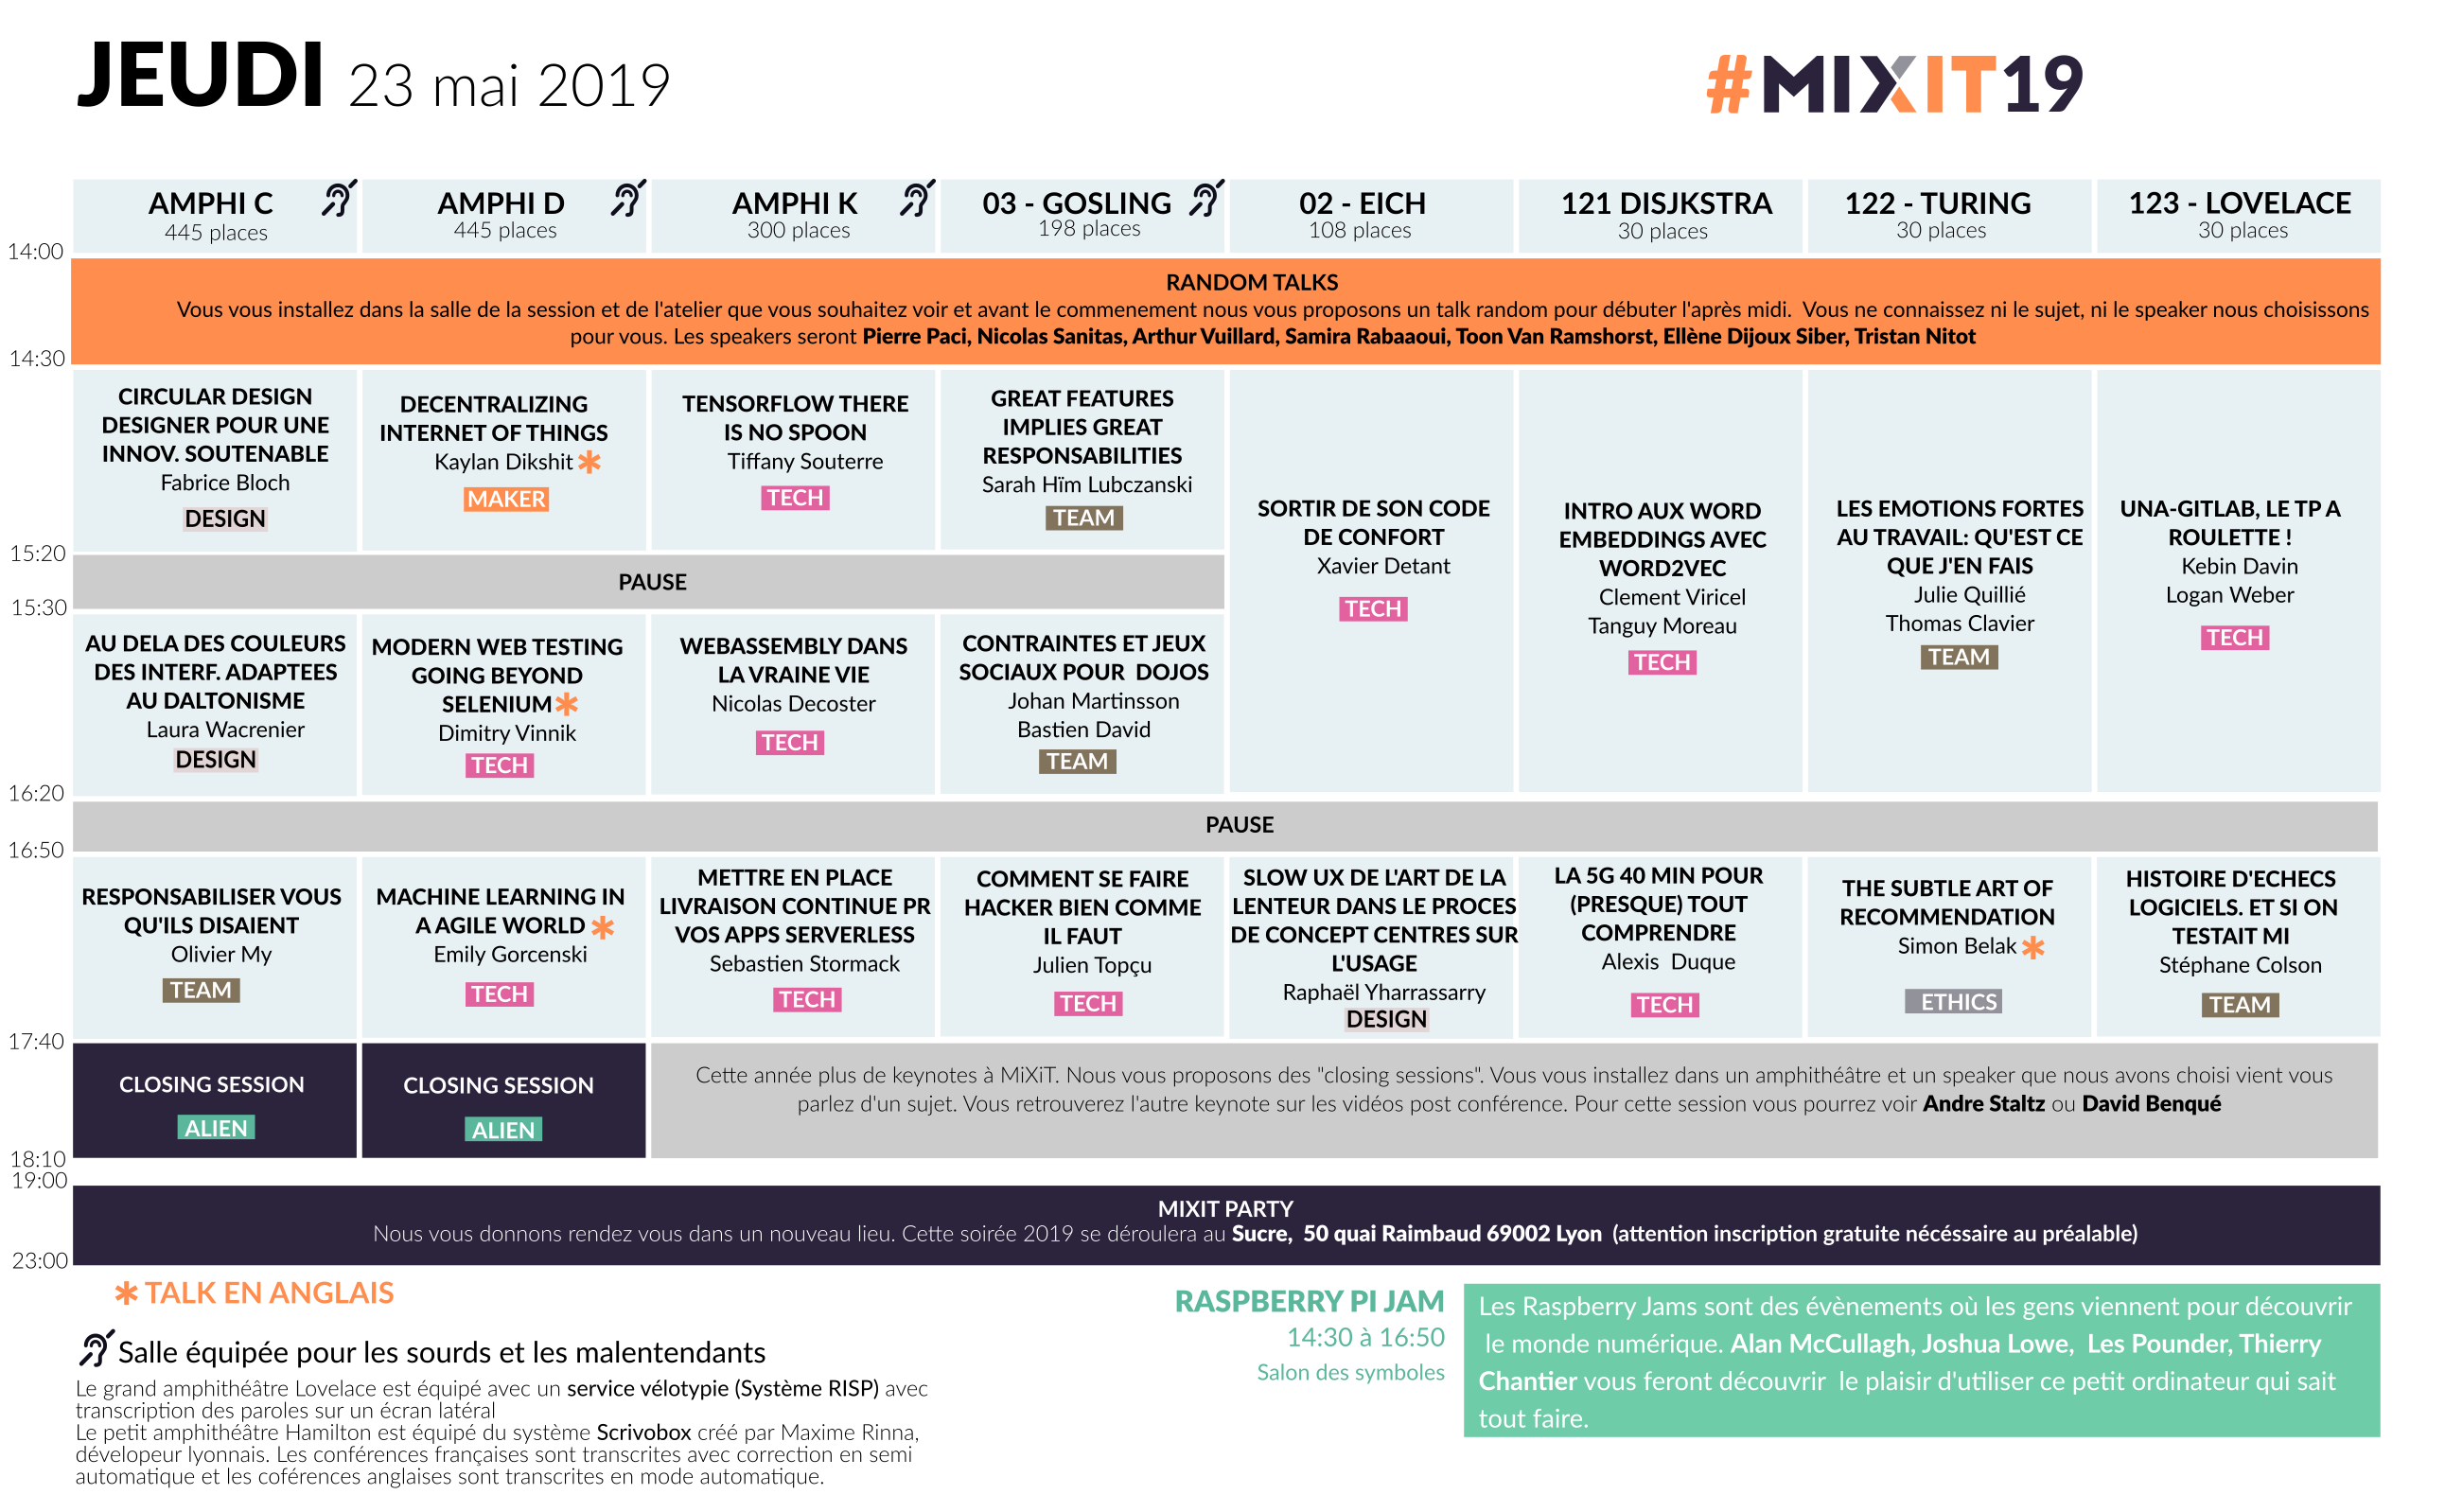 JEUDI 23 mai 2019
#MIXIT19
AMPHI C
445 places
AMPHI D
445 places
AMPHI K
300 places
03 - GOSLING
198 places
02 - EICH
108 places
121 DISJKSTRA
30 places
122 - TURING
30 places
123 - LOVELACE
30 places
14:00
RANDOM TALKS
Vous vous installez dans la salle de la session et de l'atelier que vous souhaitez voir et avant le commenement nous vous proposons un talk random pour débuter l'après midi. Vous ne connaissez ni le sujet, ni le speaker nous choisissons
pour vous. Les speakers seront Pierre Paci, Nicolas Sanitas, Arthur Vuillard, Samira Rabaaoui, Toon Van Ramshorst, Ellène Dijoux Siber, Tristan Nitot
14:30
CIRCULAR DESIGN
DESIGNER POUR UNE
INNOV. SOUTENABLE
Fabrice Bloch
DESIGN
DECENTRALIZING
INTERNET OF THINGS
Kaylan Dikshit *
MAKER
TENSORFLOW THERE
IS NO SPOON
Tiffany Souterre
TECH
GREAT FEATURES
IMPLIES GREAT
RESPONSABILITIES
Sarah Hïm Lubczanski
TEAM
SORTIR DE SON CODE
DE CONFORT
Xavier Detant
TECH
INTRO AUX WORD
EMBEDDINGS AVEC
WORD2VEC
Clement Viricel
Tanguy Moreau
TECH
LES EMOTIONS FORTES
AU TRAVAIL: QU'EST CE
QUE J'EN FAIS
Julie Quillié
Thomas Clavier
TEAM
UNA-GITLAB, LE TP A
ROULETTE !
Kebin Davin
Logan Weber
TECH
15:20
PAUSE
15:30
AU DELA DES COULEURS
DES INTERF. ADAPTEES
AU DALTONISME
Laura Wacrenier
DESIGN
MODERN WEB TESTING
GOING BEYOND
SELENIUM *
Dimitry Vinnik
TECH
WEBASSEMBLY DANS
LA VRAINE VIE
Nicolas Decoster
TECH
CONTRAINTES ET JEUX
SOCIAUX POUR DOJOS
Johan Martinsson
Bastien David
TEAM
16:20
PAUSE
16:50
RESPONSABILISER VOUS
QU'ILS DISAIENT
Olivier My
TEAM
MACHINE LEARNING IN
A AGILE WORLD *
Emily Gorcenski
TECH
METTRE EN PLACE
LIVRAISON CONTINUE PR
VOS APPS SERVERLESS
Sebastien Stormack
TECH
COMMENT SE FAIRE
HACKER BIEN COMME
IL FAUT
Julien Topçu
TECH
SLOW UX DE L'ART DE LA
LENTEUR DANS LE PROCES
DE CONCEPT CENTRES SUR
L'USAGE
Raphaël Yharrassarry
DESIGN
LA 5G 40 MIN POUR
(PRESQUE) TOUT
COMPRENDRE
Alexis Duque
TECH
THE SUBTLE ART OF
RECOMMENDATION
Simon Belak *
ETHICS
HISTOIRE D'ECHECS
LOGICIELS. ET SI ON
TESTAIT MI
Stéphane Colson
TEAM
17:40
CLOSING SESSION
ALIEN
CLOSING SESSION
ALIEN
Cette année plus de keynotes à MiXiT. Nous vous proposons des "closing sessions". Vous vous installez dans un amphithéâtre et un speaker que nous avons choisi vient vous
parlez d'un sujet. Vous retrouverez l'autre keynote sur les vidéos post conférence. Pour cette session vous pourrez voir Andre Staltz ou David Benqué
18:10
19:00
MIXIT PARTY
Nous vous donnons rendez vous dans un nouveau lieu. Cette soirée 2019 se déroulera au Sucre, 50 quai Raimbaud 69002 Lyon (attention inscription gratuite nécéssaire au préalable)
23:00
* TALK EN ANGLAIS
Salle équipée pour les sourds et les malentendants
Le grand amphithéâtre Lovelace est équipé avec un service vélotypie (Système RISP) avec
transcription des paroles sur un écran latéral
Le petit amphithéâtre Hamilton est équipé du système Scrivobox créé par Maxime Rinna,
dévelopeur lyonnais. Les conférences françaises sont transcrites avec correction en semi
automatique et les coférences anglaises sont transcrites en mode automatique.
RASPBERRY PI JAM
14:30 à 16:50
Salon des symboles
Les Raspberry Jams sont des évènements où les gens viennent pour découvrir
le monde numérique. Alan McCullagh, Joshua Lowe, Les Pounder, Thierry
Chantier vous feront découvrir le plaisir d'utiliser ce petit ordinateur qui sait
tout faire.